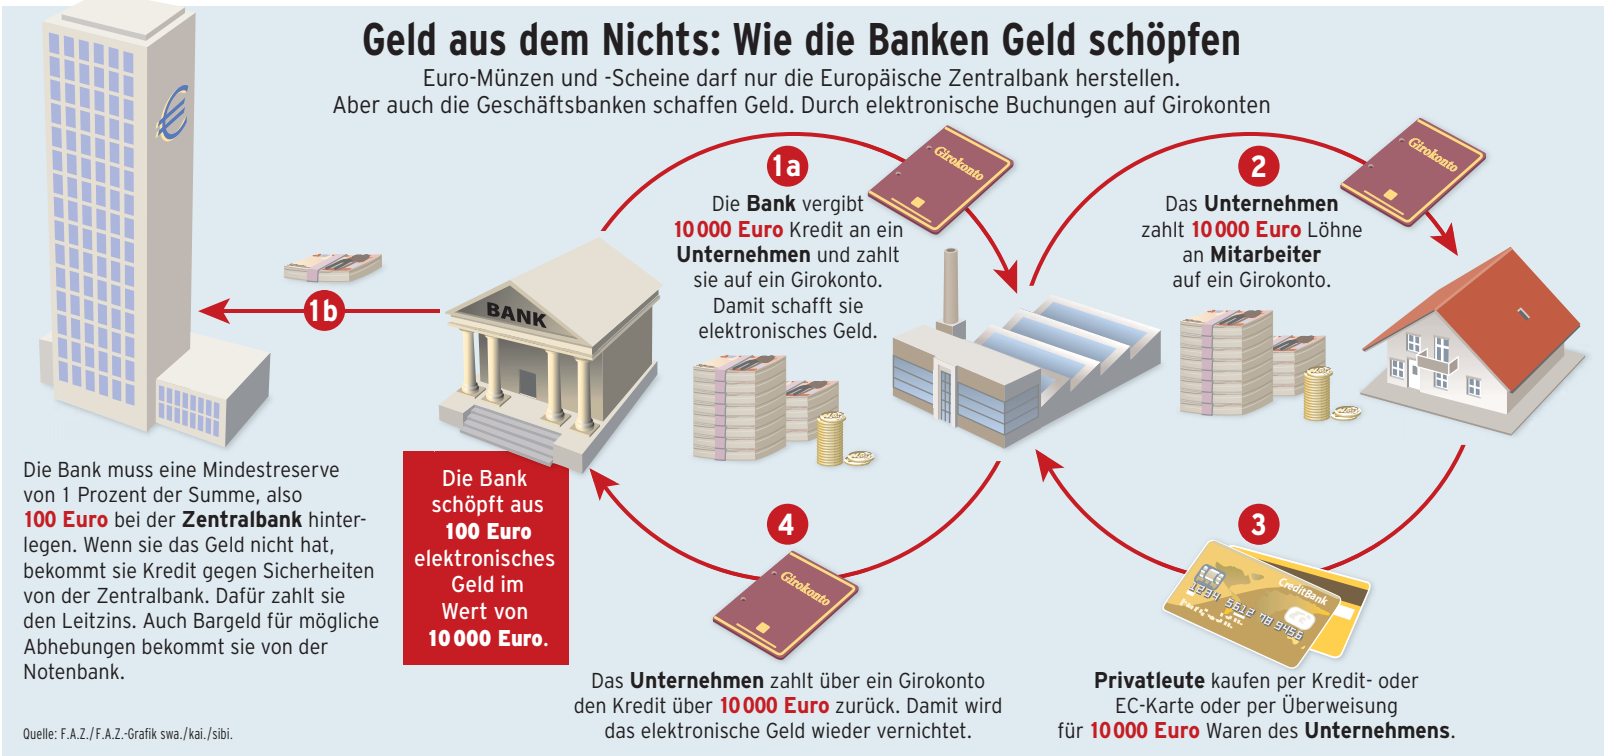 Geld aus dem Nichts: Wie die Banken Geld schöpfen
Euro-Münzen und -Scheine darf nur die Europäische Zentralbank herstellen.
Aber auch die Geschäftsbanken schaffen Geld. Durch elektronische Buchungen auf Girokonten
€
1b
BANK
Die Bank muss eine Mindestreserve
von 1 Prozent der Summe, also
100 Euro bei der Zentralbank hinter-
legen. Wenn sie das Geld nicht hat,
bekommt sie Kredit gegen Sicherheiten
von der Zentralbank. Dafür zahlt sie
den Leitzins. Auch Bargeld für mögliche
Abhebungen bekommt sie von der
Notenbank.
Die Bank
schöpft aus
100 Euro
elektronisches
Geld im
Wert von
10 000 Euro.
1a
Girokonto
Die Bank vergibt
10 000 Euro Kredit an ein
Unternehmen und zahlt
sie auf ein Girokonto.
Damit schafft sie
elektronisches Geld.
2
Girokonto
Das Unternehmen
zahlt 10 000 Euro Löhne
an Mitarbeiter
auf ein Girokonto.
3
CreditBank
1234 5612 78 9456
Privatleute kaufen per Kredit- oder
EC-Karte oder per Überweisung
für 10 000 Euro Waren des Unternehmens.
4
Girokonto
Das Unternehmen zahlt über ein Girokonto
den Kredit über 10 000 Euro zurück. Damit wird
das elektronische Geld wieder vernichtet.
Quelle: F.A.Z./F.A.Z.-Grafik swa./kai./sibi.